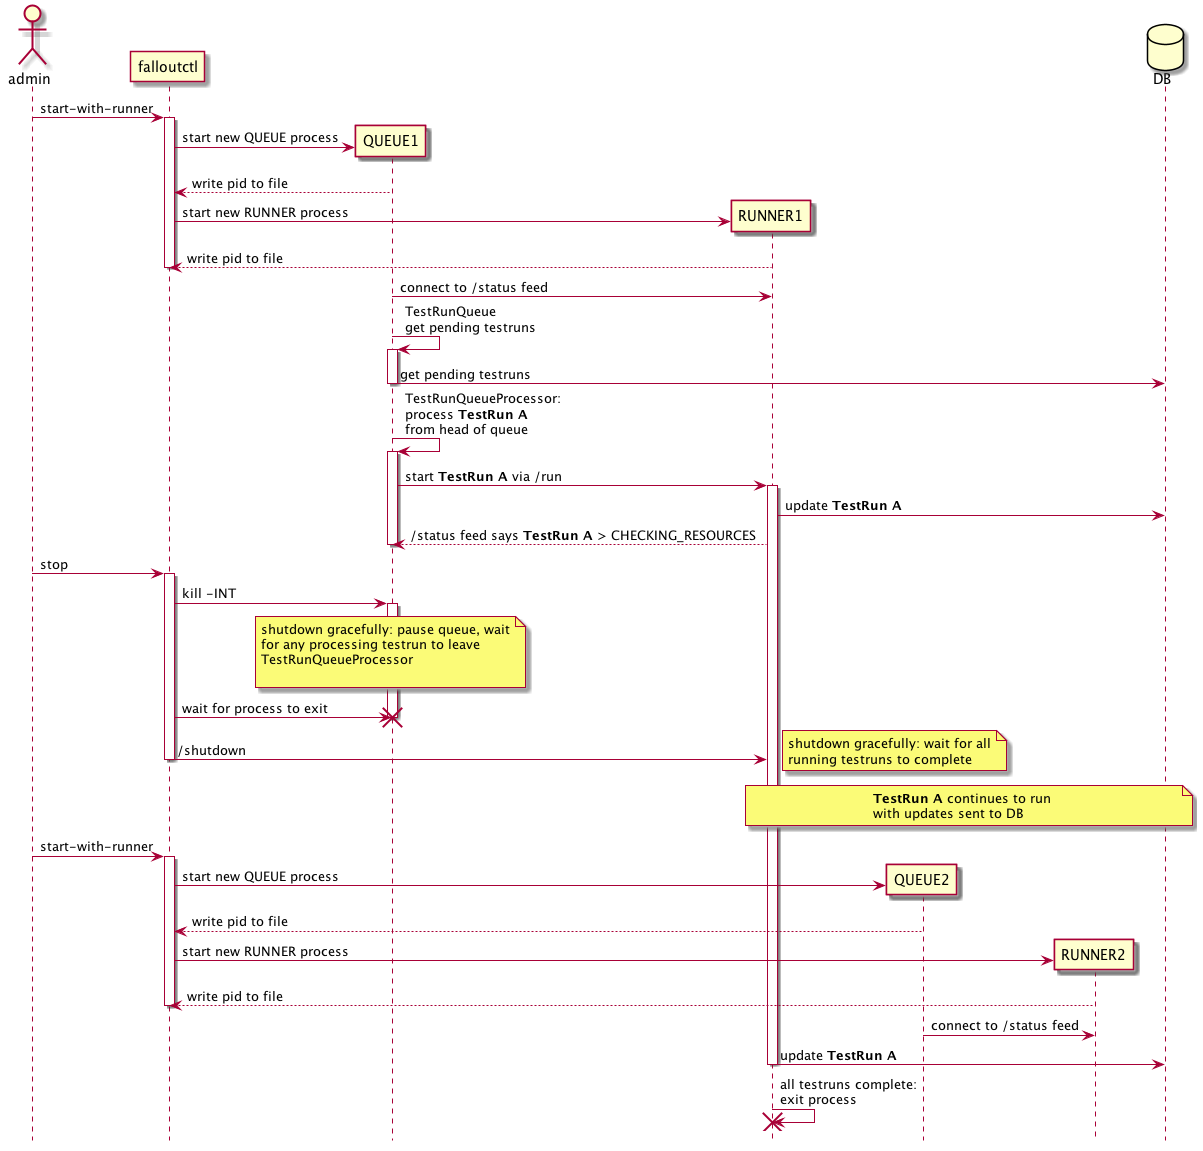 admin
falloutctl
DB
start-with-runner
start new QUEUE process
QUEUE1
write pid to file
start new RUNNER process
RUNNER1
write pid to file
connect to /status feed
TestRunQueue
get pending testruns
get pending testruns
TestRunQueueProcessor:
process TestRun A
from head of queue
start TestRun A via /run
update TestRun A
/status feed says TestRun A > CHECKING_RESOURCES
stop
kill -INT
shutdown gracefully: pause queue, wait
for any processing testrun to leave
TestRunQueueProcessor
wait for process to exit
/shutdown
shutdown gracefully: wait for all
running testruns to complete
TestRun A continues to run
with updates sent to DB
start-with-runner
start new QUEUE process
QUEUE2
write pid to file
start new RUNNER process
RUNNER2
write pid to file
connect to /status feed
update TestRun A
all testruns complete:
exit process